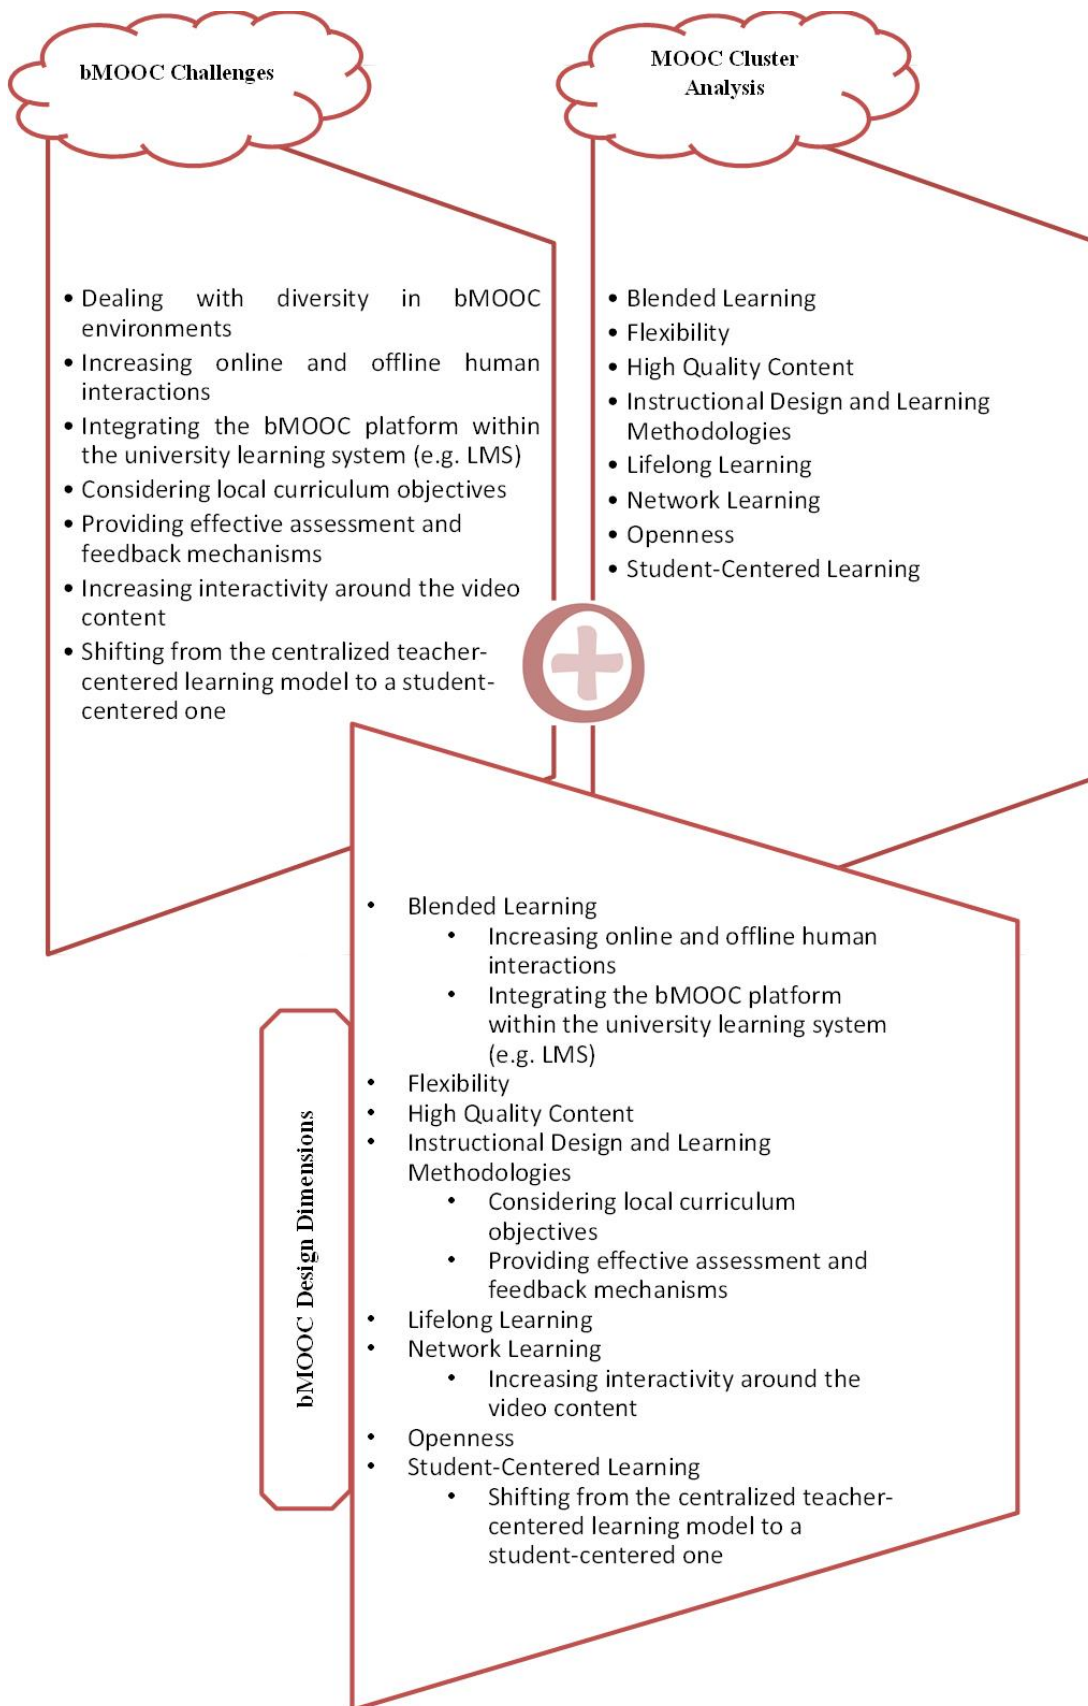 bMOOC Challenges
• Dealing with diversity in bMOOC
environments
• Increasing online and offline human
interactions
• Integrating the bMOOC platform within
the university learning system (e.g. LMS)
• Considering local curriculum objectives
• Providing effective assessment and
feedback mechanisms
• Increasing interactivity around the video
content
• Shifting from the centralized teacher-
centered learning model to a student-
centered one
MOOC Cluster
Analysis
• Blended Learning
• Flexibility
• High Quality Content
• Instructional Design and Learning
Methodologies
• Lifelong Learning
• Network Learning
• Openness
• Student-Centered Learning
bMOOC Design Dimensions
• Blended Learning
• Increasing online and offline human
interactions
• Integrating the bMOOC platform
within the university learning system
(e.g. LMS)
• Flexibility
• High Quality Content
• Instructional Design and Learning
Methodologies
• Considering local curriculum
objectives
• Providing effective assessment and
feedback mechanisms
• Lifelong Learning
• Network Learning
• Increasing interactivity around the
video content
• Openness
• Student-Centered Learning
• Shifting from the centralized teacher-
centered learning model to a
student-centered one